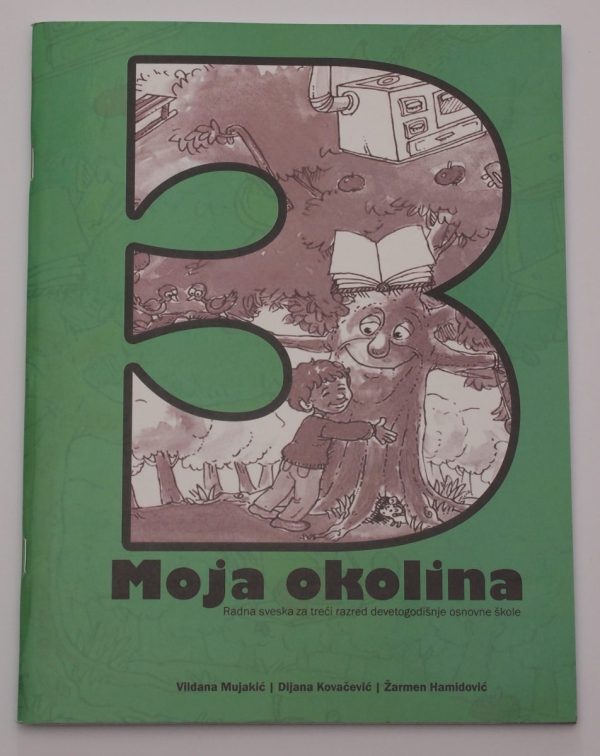 3
Moja okolina
Radna sveska za treći razred devetogodišnje osnovne škole
Vildana Mujakić | Dijana Kovačević | Žarmen Hamidović